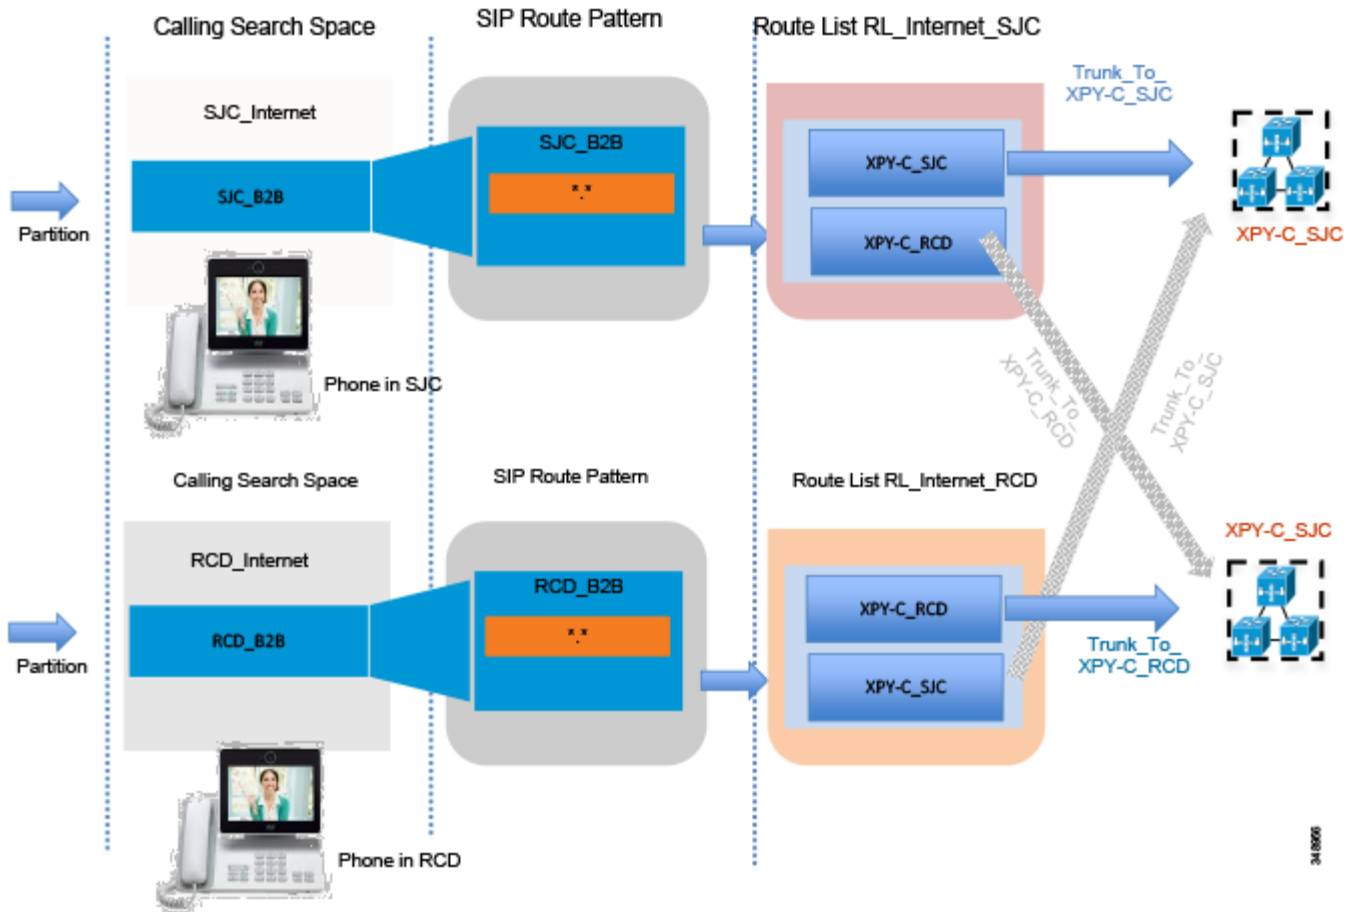 Calling Search Space
SIP Route Pattern
Route List RL_Internet_SJC
SJC_Internet
SJC_B2B
Partition
Phone in SJC
SJC_B2B
*.*
XPY-C_SJC
XPY-C_RCD
Trunk_To_
XPY-C_SJC
XPY-C_SJC
Trunk_To_
XPY-C_RCD
Trunk_To_
XPY-C_SJC
Calling Search Space
SIP Route Pattern
Route List RL_Internet_RCD
RCD_Internet
RCD_B2B
Partition
Phone in RCD
RCD_B2B
*.*
XPY-C_RCD
XPY-C_SJC
Trunk_To_
XPY-C_RCD
XPY-C_SJC
348966